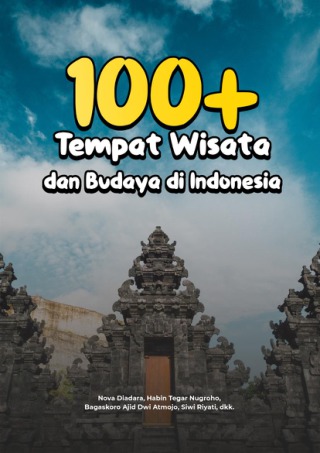 100+
Tempat Wisata
dan Budaya di Indonesia
Nova Diadara, Habin Tegar Nugroho,
Bagaskoro Ajid Dwi Atmojo, Siwi Riyati, dkk.